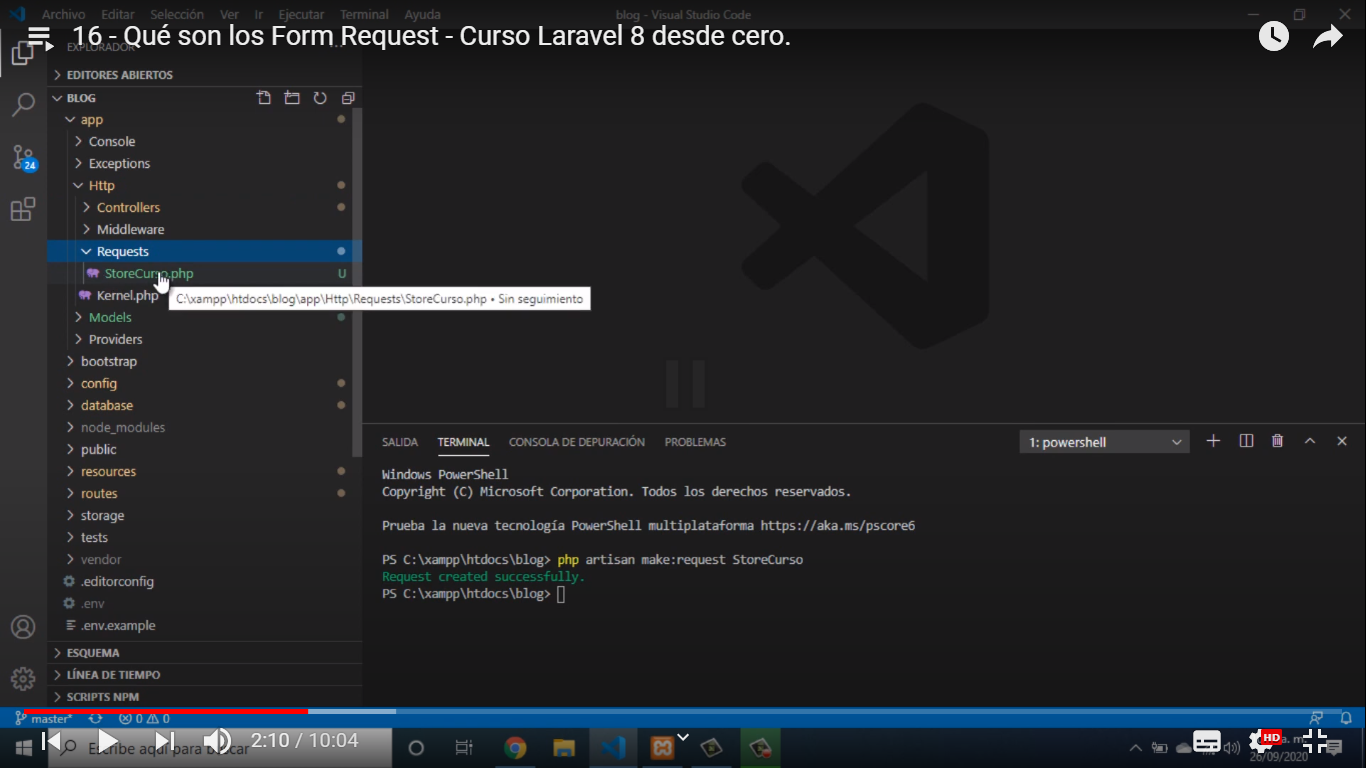 Archivo Editar Selección Ver Ir Ejecutar Terminal Ayuda
blog - Visual Studio Code
16 - Qué son los Form Request - Curso Laravel 8 desde cero.
EXPLORADOR
EDITORES ABIERTOS
BLOG
app
Console
Exceptions
Http
Controllers
Middleware
Requests
StoreCurso.php U
Kernel.php
C:\xampp\htdocs\blog\app\Http\Requests\StoreCurso.php • Sin seguimiento
Models
Providers
bootstrap
config
database
node_modules
public
resources
routes
storage
tests
vendor
.editorconfig
.env
.env.example
ESQUEMA
LÍNEA DE TIEMPO
SCRIPTS NPM
24
SALIDA TERMINAL CONSOLA DE DEPURACIÓN PROBLEMAS
1: powershell
Windows PowerShell
Copyright (C) Microsoft Corporation. Todos los derechos reservados.
Prueba la nueva tecnología PowerShell multiplataforma https://aka.ms/pscore6
PS C:\xampp\htdocs\blog> php artisan make:request StoreCurso
Request created successfully.
PS C:\xampp\htdocs\blog>
master* 0 0
Escribe aquí para buscar
2:10 / 10:04
HD
a. m.
26/09/2020